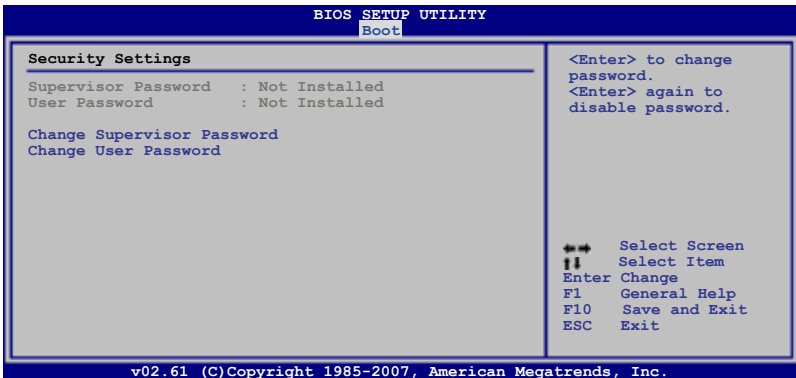 BIOS SETUP UTILITY
Boot
Security Settings
Supervisor Password : Not Installed
User Password : Not Installed
Change Supervisor Password
Change User Password
<Enter> to change
password.
<Enter> again to
disable password.
←→ Select Screen
↑↓ Select Item
Enter Change
F1 General Help
F10 Save and Exit
ESC Exit
v02.61 (C)Copyright 1985-2007, American Megatrends, Inc.